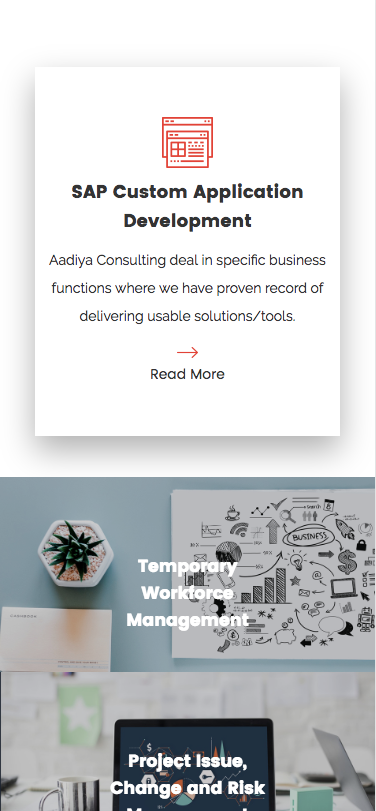 SAP Custom Application
Development
Aadiya Consulting deal in specific business
functions where we have proven record of
delivering usable solutions/tools.
Read More
BUSINESS
Temporary
Workforce
Management
Project Issue,
Change and Risk